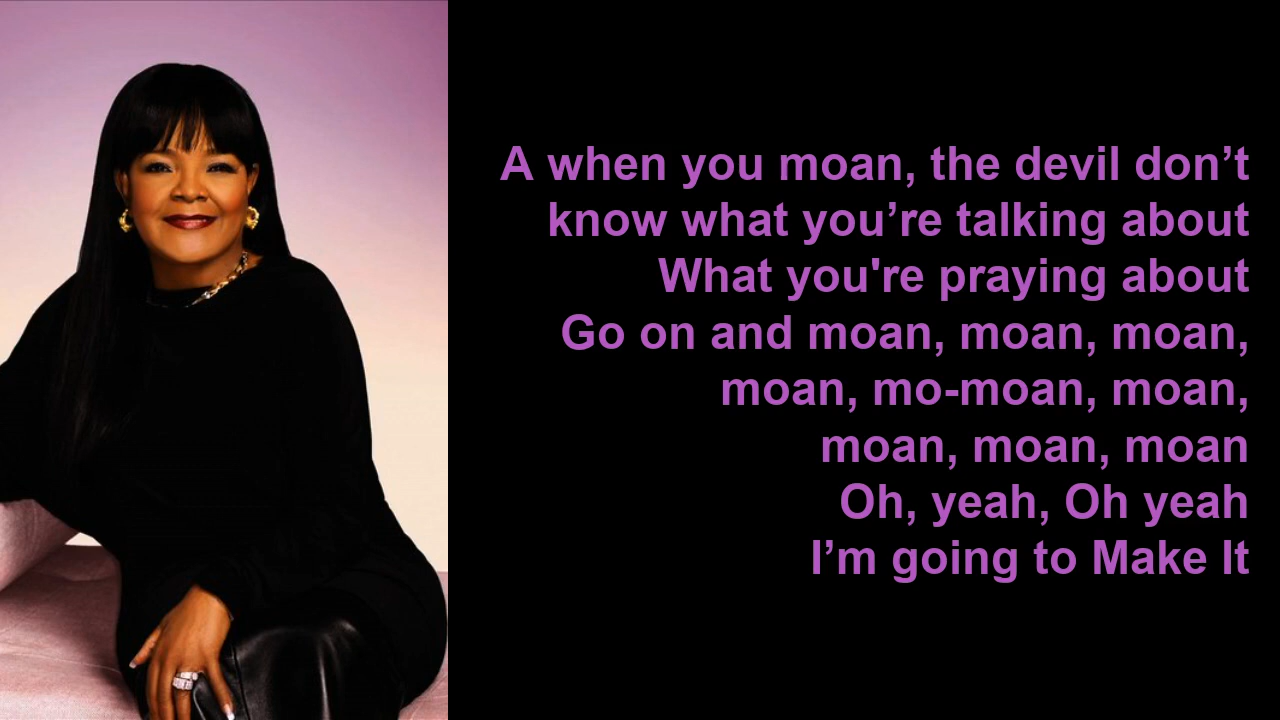 A when you moan, the devil don’t
know what you’re talking about
What you're praying about
Go on and moan, moan, moan,
moan, mo-moan, moan,
moan, moan, moan
Oh, yeah, Oh yeah
I’m going to Make It